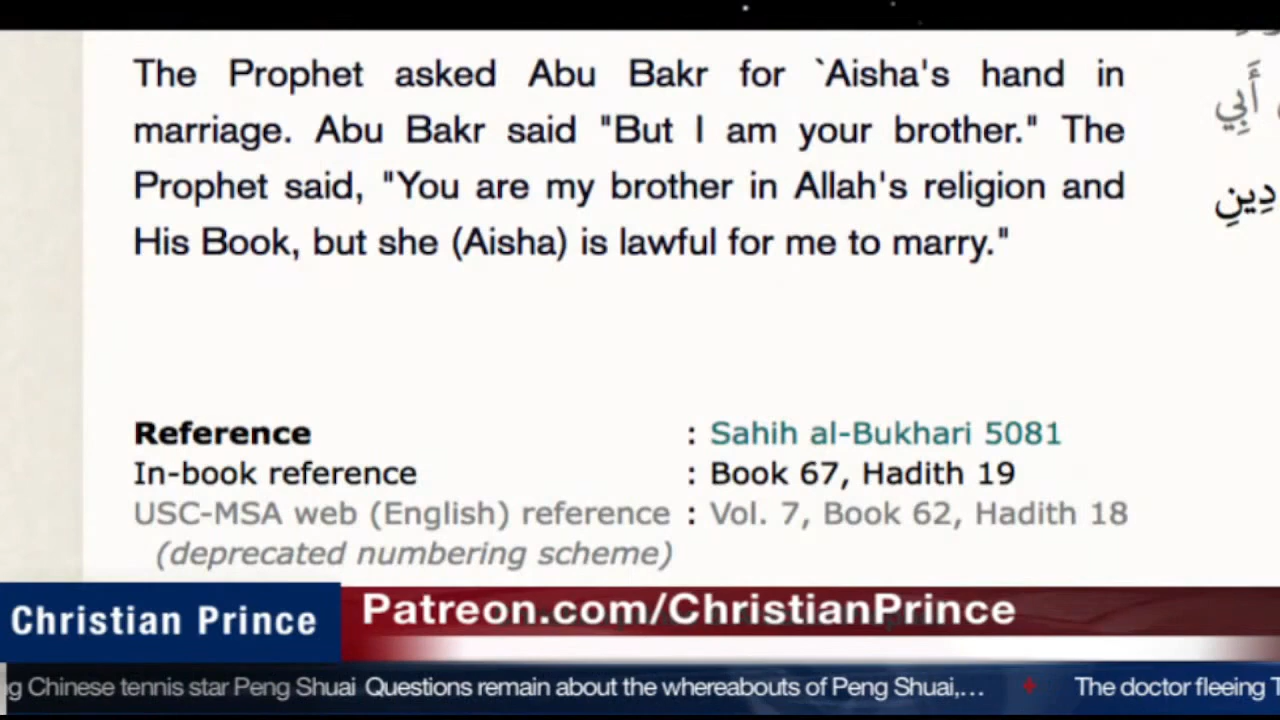 The Prophet asked Abu Bakr for `Aisha's hand in
marriage. Abu Bakr said "But I am your brother." The
Prophet said, "You are my brother in Allah's religion and
His Book, but she (Aisha) is lawful for me to marry."
أَبِي
دِينِ
Reference : Sahih al-Bukhari 5081
In-book reference : Book 67, Hadith 19
USC-MSA web (English) reference : Vol. 7, Book 62, Hadith 18
(deprecated numbering scheme)
Christian Prince
Patreon.com/ChristianPrince
g Chinese tennis star Peng Shuai Questions remain about the whereabouts of Peng Shuai,... The doctor fleeing T